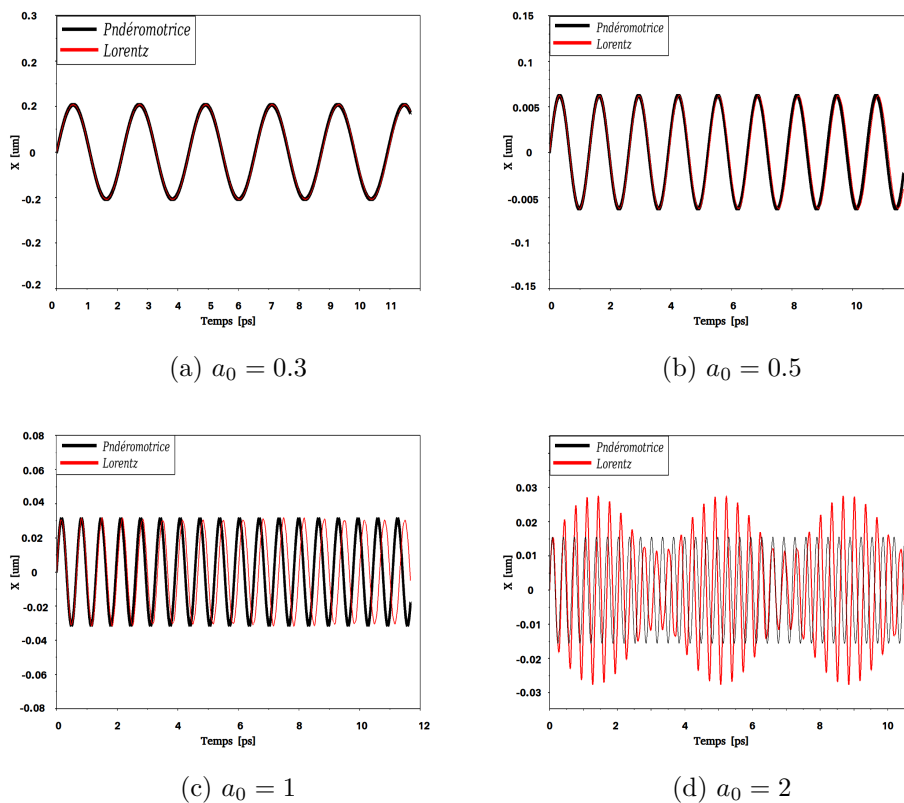 0.3
0.2
0.2
0
-0.2
-0.2
-0.2
X [um]
Pndéromotrice
Lorentz
0 1 2 3 4 5 6 7 8 9 10 11
Temps [ps]
(a) a₀ = 0.3
0.15
0.1
0.005
0
-0.005
-0.1
-0.15
X [um]
Pndéromotrice
Lorentz
0 2 4 6 8 10
Temps [ps]
(b) a₀ = 0.5
0.08
0.06
0.04
0.02
0
-0.02
-0.04
-0.06
-0.08
X [um]
Pndéromotrice
Lorentz
0 2 4 6 8 10 12
Temps [ps]
(c) a₀ = 1
0.03
0.02
0.01
0
-0.01
-0.02
-0.03
X [um]
Pndéromotrice
Lorentz
0 2 4 6 8 10
Temps [ps]
(d) a₀ = 2